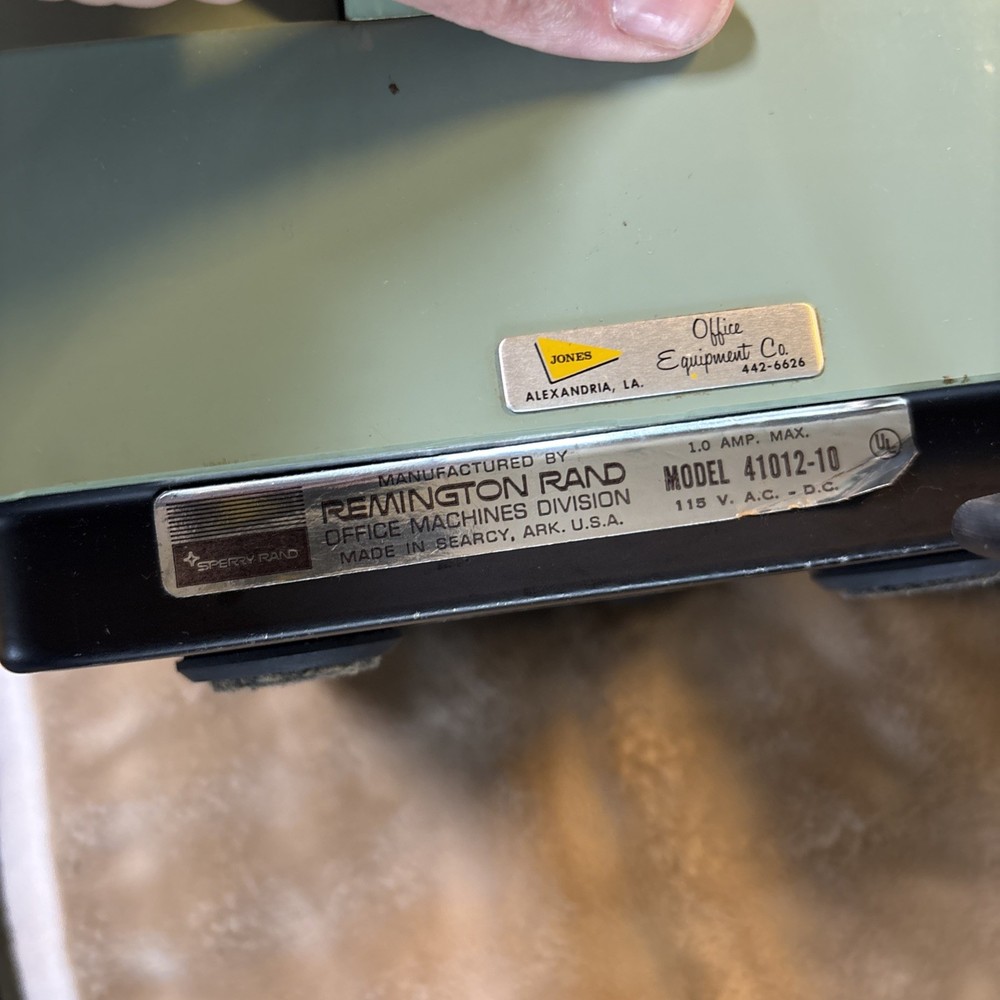 JONES
ALEXANDRIA, LA.
Office
Equipment Co.
442-6626
SPERRY RAND
MANUFACTURED BY
REMINGTON RAND
OFFICE MACHINES DIVISION
MADE IN SEARCY, ARK. U.S.A.
1.0 AMP. MAX.
MODEL 41012-10
115 V. A.C. - D.C.
UL